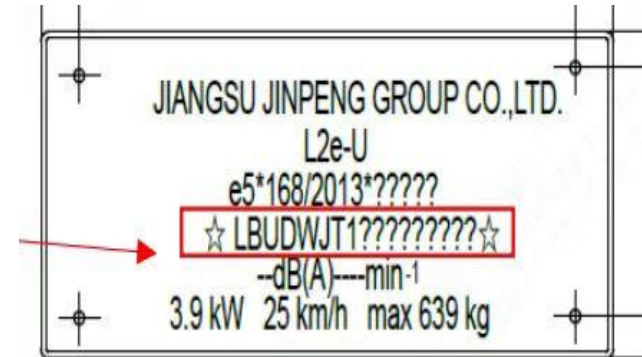 JIANGSU JINPENG GROUP CO.,LTD.
L2e-U
e5*168/2013*?????
☆ LBUDWJT1?????????☆
--dB(A)----min-1
3.9 kW 25 km/h max 639 kg